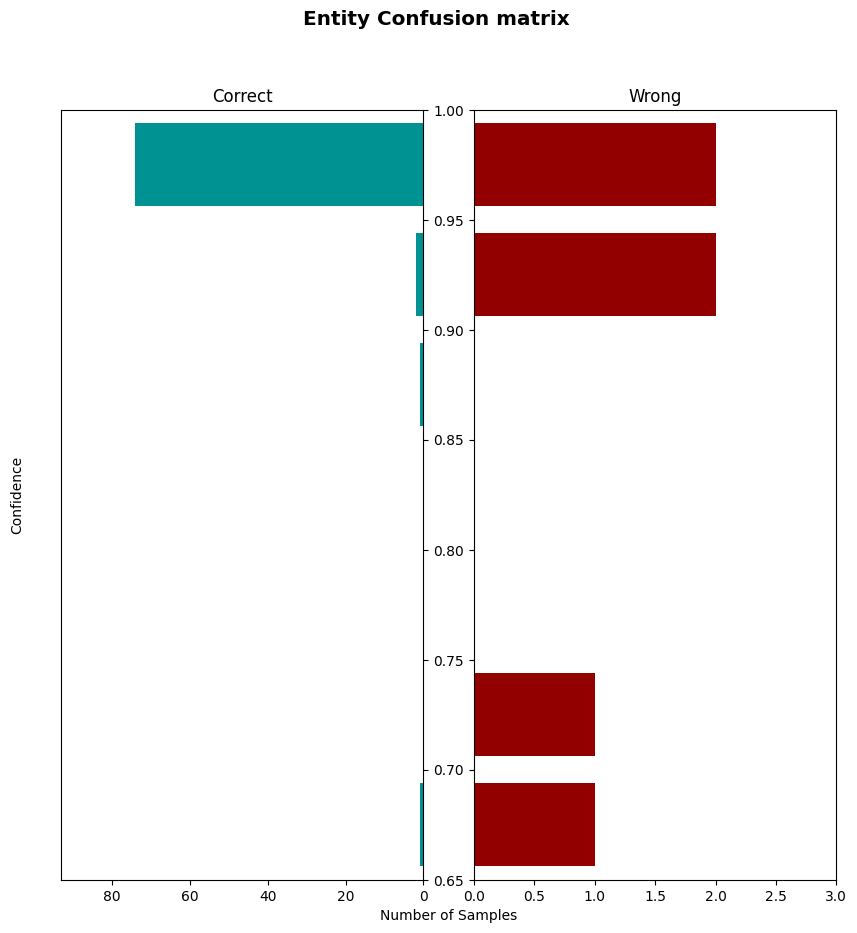 Entity Confusion matrix
Correct
Wrong
1.00
0.95
0.90
0.85
0.80
0.75
0.70
0.65
Confidence
80 60 40 20 0
0.0 0.5 1.0 1.5 2.0 2.5 3.0
Number of Samples